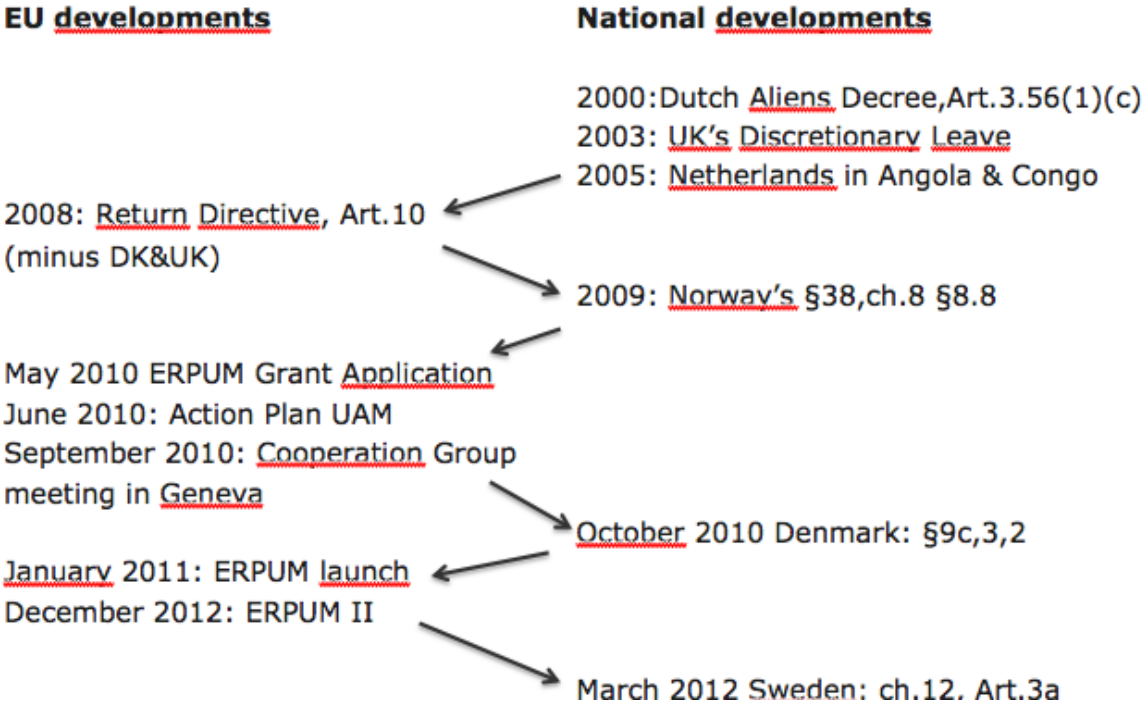 EU developments
National developments
2000:Dutch Aliens Decree,Art.3.56(1)(c)
2003: UK's Discretionary Leave
2005: Netherlands in Angola & Congo
2008: Return Directive, Art.10
(minus DK&UK)
2009: Norway's §38,ch.8 §8.8
May 2010 ERPUM Grant Application
June 2010: Action Plan UAM
September 2010: Cooperation Group
meeting in Geneva
October 2010 Denmark: §9c,3,2
January 2011: ERPUM launch
December 2012: ERPUM II
March 2012 Sweden: ch.12, Art.3a